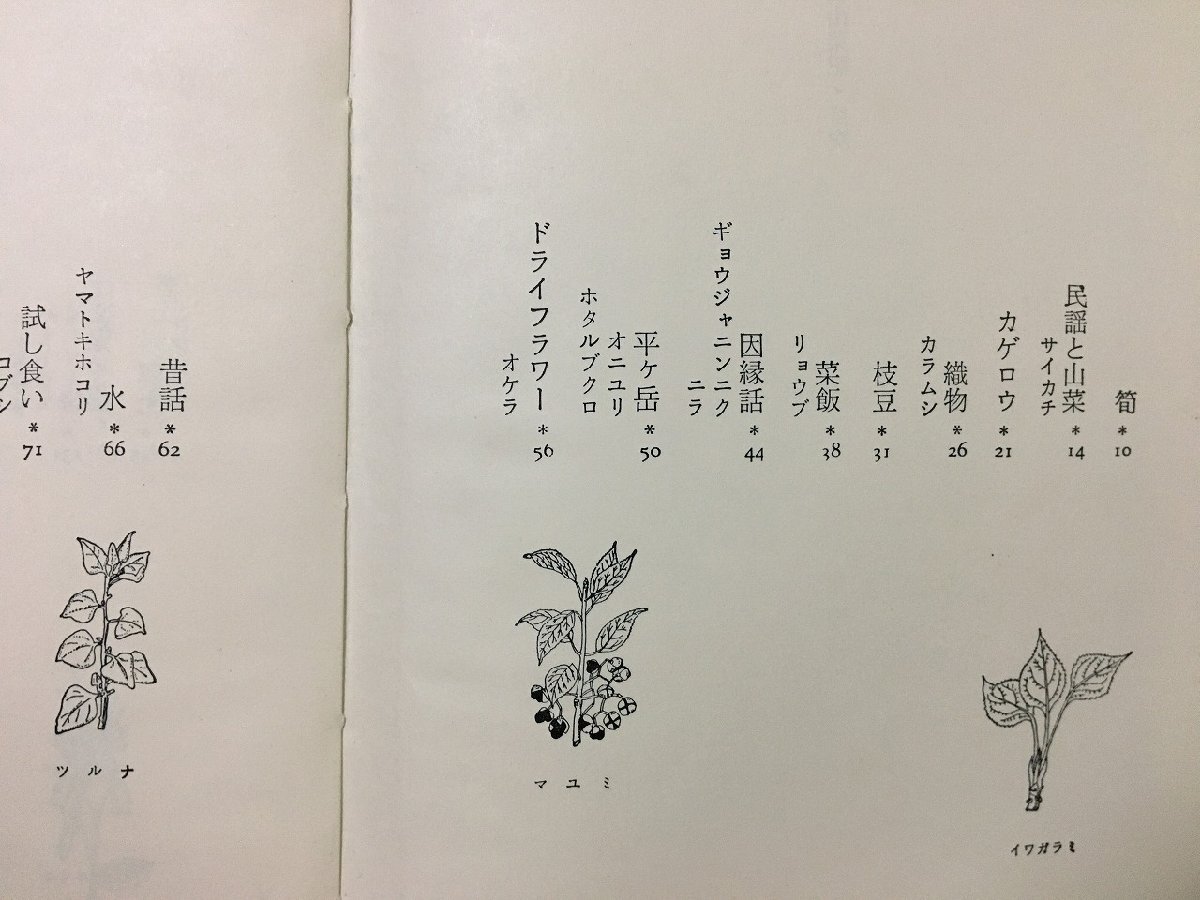 筍*10
民謡と山菜*14
サイカチ
カゲロウ*21
織物*26
カラムシ
枝豆*31
菜飯*38
リョウブ
因縁話*44
ギョウジャニンニク
ニラ
平ヶ岳*50
オニユリ
ホタルブクロ
ドライフラワー*56
オケラ
イワガラミ
マユミ
昔話*62
水*66
ヤマトキホコリ
試し食い*71
コブシ
ツルナ